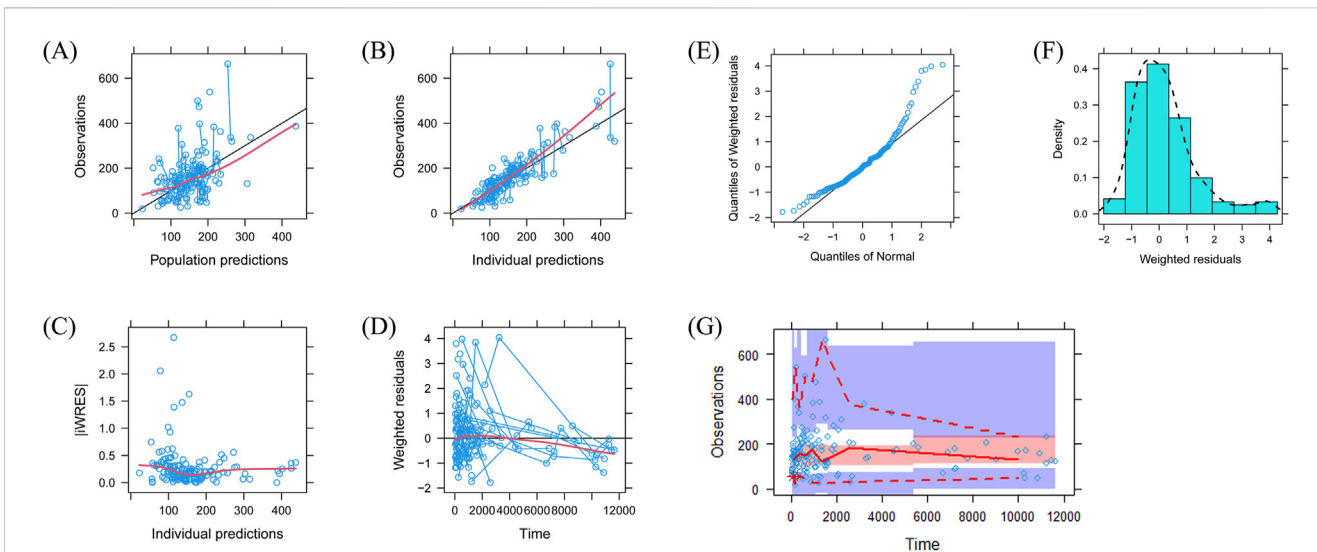 (A)
Observations
600
400
200
0
100 200 300 400
Population predictions
(B)
Observations
600
400
200
0
100 200 300 400
Individual predictions
(E)
Quantiles of Weighted residuals
4
3
2
1
0
−1
−2
−2 −1 0 1 2
Quantiles of Normal
(F)
Density
0.4
0.3
0.2
0.1
0.0
−2 −1 0 1 2 3 4
Weighted residuals
(C)
|iWRES|
2.5
2.0
1.5
1.0
0.5
0.0
0 100 200 300 400
Individual predictions
(D)
Weighted residuals
4
3
2
1
0
−1
−2
0 2000 4000 6000 8000 12000
Time
(G)
Observations
600
400
200
0
0 2000 4000 6000 8000 10000 12000
Time